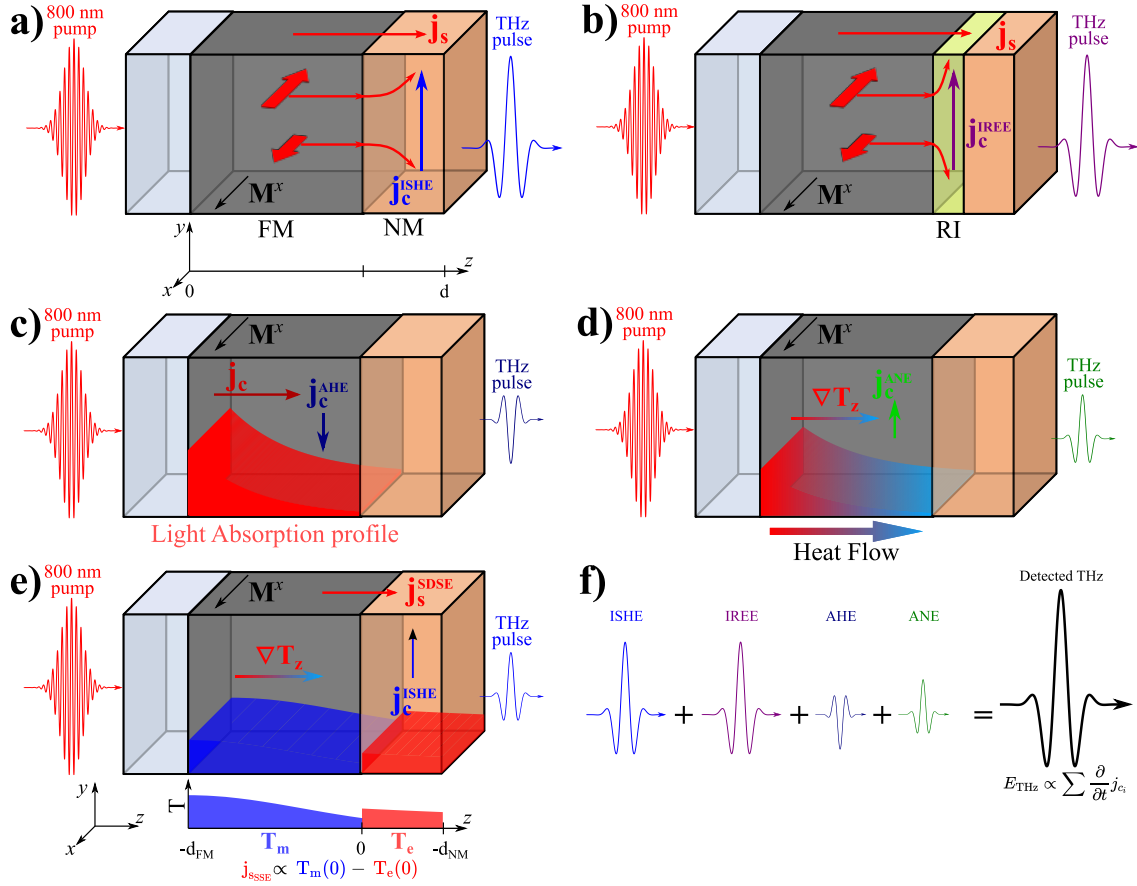 a)
800 nm
pump
j_s
THz
pulse
j_c^ISHE
M^x
FM
NM
y
x
0
d
z
b)
800 nm
pump
j_s
THz
pulse
j_c^IREE
M^x
RI
c)
800 nm
pump
M^x
j_c
j_c^AHE
THz
pulse
Light Absorption profile
d)
800 nm
pump
M^x
∇T_z
j_c^ANE
THz
pulse
Heat Flow
e)
800 nm
pump
M^x
j_s^SDSE
∇T_z
j_c^ISHE
THz
pulse
y
x
z
T
T_m
T_e
z
-d_FM
0
-d_NM
j_s_SSE ∝ T_m(0) − T_e(0)
f)
Detected THz
ISHE
IREE
AHE
ANE
+ + + =
E_THz ∝ ∑ ∂/∂t j_c_i